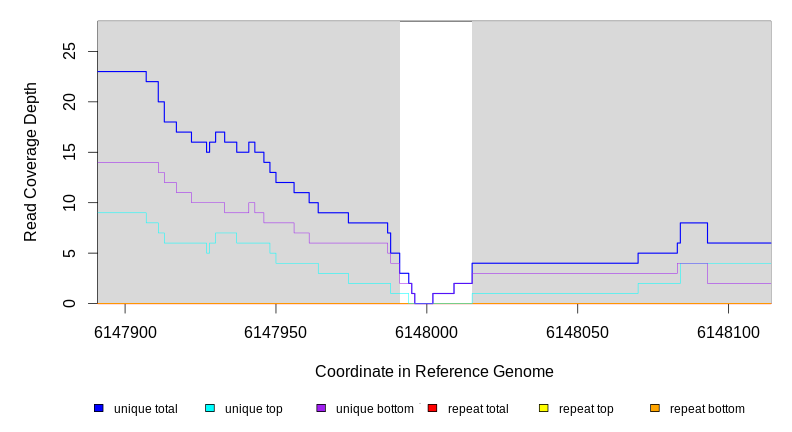 25
20
15
10
5
0
Read Coverage Depth
6147900 6147950 6148000 6148050 6148100
Coordinate in Reference Genome
unique total unique top unique bottom repeat total repeat top repeat bottom